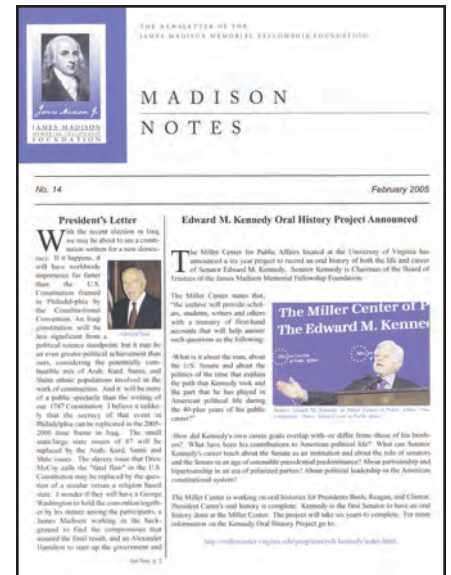 THE NEWSLETTER OF THE
JAMES MADISON MEMORIAL FELLOWSHIP FOUNDATION
MADISON
NOTES
James Madison Jr.
JAMES MADISON
MEMORIAL FELLOWSHIP
FOUNDATION
No. 14
February 2005
President's Letter
With the recent election in Iraq,
we may be about to see a consti-
tution written for a new democ-
racy. If it happens, it
will have worldwide
importance far faster
than the U.S.
Constitution framed
in Philadel-phia by
the Constitu-tional
Convention. An Iraqi
constitution will be
less significant from a
political science standpoint, but it may be
an even greater political achievement than
ours, considering the potentially com-
bustible mix of Arab, Kurd, Sunni, and
Shiite ethnic populations involved in the
work of construction. And it will be more
of a public spectacle than the writing of
our 1787 Constitution. I believe it unlike-
ly that the secrecy of that event in
Philadelphia can be replicated in the 2005-
2006 time frame in Iraq. The small
state/large state issues of 87 will be
replaced by the Arab, Kurd, Sunni and
Shite issues. The slavery issue that Drew
McCoy calls the "fatal flaw" in the U.S.
Constitution may be replaced by the ques-
tion of a secular versus a religion based
state. I wonder if they will have a George
Washington to hold the convention togeth-
er by his stature among the participants, a
James Madison working in the back-
ground to find the compromises that
assured the final result, and an Alexander
Hamilton to rear up the government and
Edward M. Kennedy Oral History Project Announced
The Miller Center for Public Affairs located at the University of Virginia has
announced a six year project to record an oral history of both the life and career
of Senator Edward M. Kennedy. Senator Kennedy is Chairman of the Board of
Trustees of the James Madison Memorial Fellowship Foundation.
The Miller Center states that,
"the archive will provide schol-
ars, students, writers and others
with a treasury of first-hand
accounts that will help answer
such questions as the following:
-What is it about the man, about
the U.S. Senate and about the
politics of the time that explain
the path that Kennedy took and
the part that he has played in
American political life during
the 40-plus years of his public
career?"
The Miller Center of P
The Edward M. Kenne
-How did Kennedy's own career goals overlap with--or differ from--those of his broth-
ers? What have been his contributions to American political life? What can Senator
Kennedy's career teach about the Senate as an institution and about the role of senators
and the Senate in an age of ostensible presidential predominance? About partisanship and
bipartisanship in an era of polarized parties? About political leadership in the American
constitutional system?
The Miller Center is working on oral histories for Presidents Bush, Reagan, and Clinton.
President Carter's oral history is complete. Kennedy is the first Senator to have an oral
history done at the Miller Center. The project will take six years to complete. For more
information on the Kennedy Oral History Project go to: